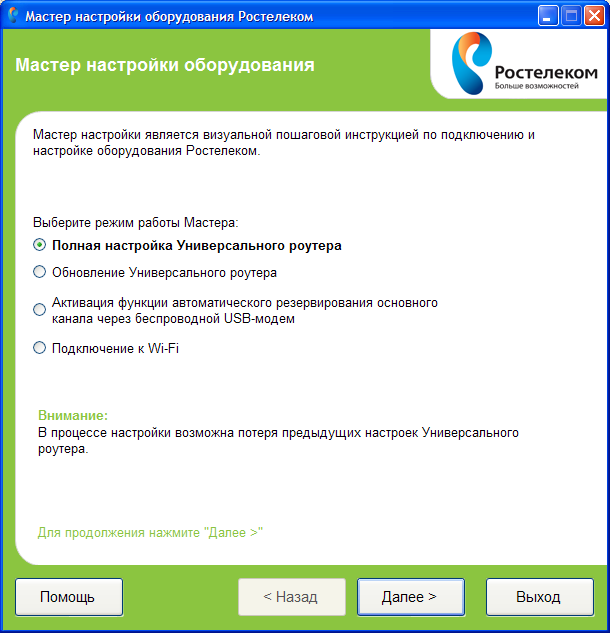 Мастер настройки оборудования Ростелеком
Мастер настройки оборудования
Ростелеком
Больше возможностей
Мастер настройки является визуальной пошаговой инструкцией по подключению и
настройке оборудования Ростелеком.
Выберите режим работы Мастера:
Полная настройка Универсального роутера
Обновление Универсального роутера
Активация функции автоматического резервирования основного
канала через беспроводной USB-модем
Подключение к Wi-Fi
Внимание:
В процессе настройки возможна потеря предыдущих настроек Универсального
роутера.
Для продолжения нажмите "Далее >"
Помощь
< Назад
Далее >
Выход